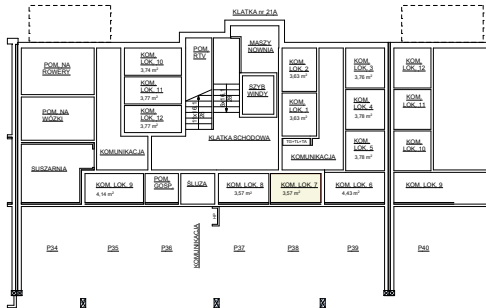 KLATKA nr 21A
POM. NA
ROWERY
KOM.
LOK. 10
3,74 m²
POM.
RTV
MASZY
NOWNIA
KOM.
LOK. 2
3,63 m²
KOM.
LOK. 3
3,78 m²
KOM.
LOK. 12
KOM.
LOK. 11
3,77 m²
SZYB
WINDY
POM. NA
WÓZKI
KOM.
LOK. 1
3,63 m²
KOM.
LOK. 4
3,78 m²
KOM.
LOK. 11
KOM.
LOK. 12
3,77 m²
KLATKA SCHODOWA
TG+TL+TA
KOM.
LOK. 5
3,78 m²
KOM.
LOK. 10
KOMUNIKACJA
KOMUNIKACJA
SUSZARNIA
KOM. LOK. 9
4,14 m²
POM.
GOSP.
ŚLUZA
KOM. LOK. 8
3,57 m²
KOM. LOK. 7
3,57 m²
KOM. LOK. 6
4,43 m²
KOM. LOK. 9
HP
KOMUNIKACJA
P34
P35
P36
P37
P38
P39
P40